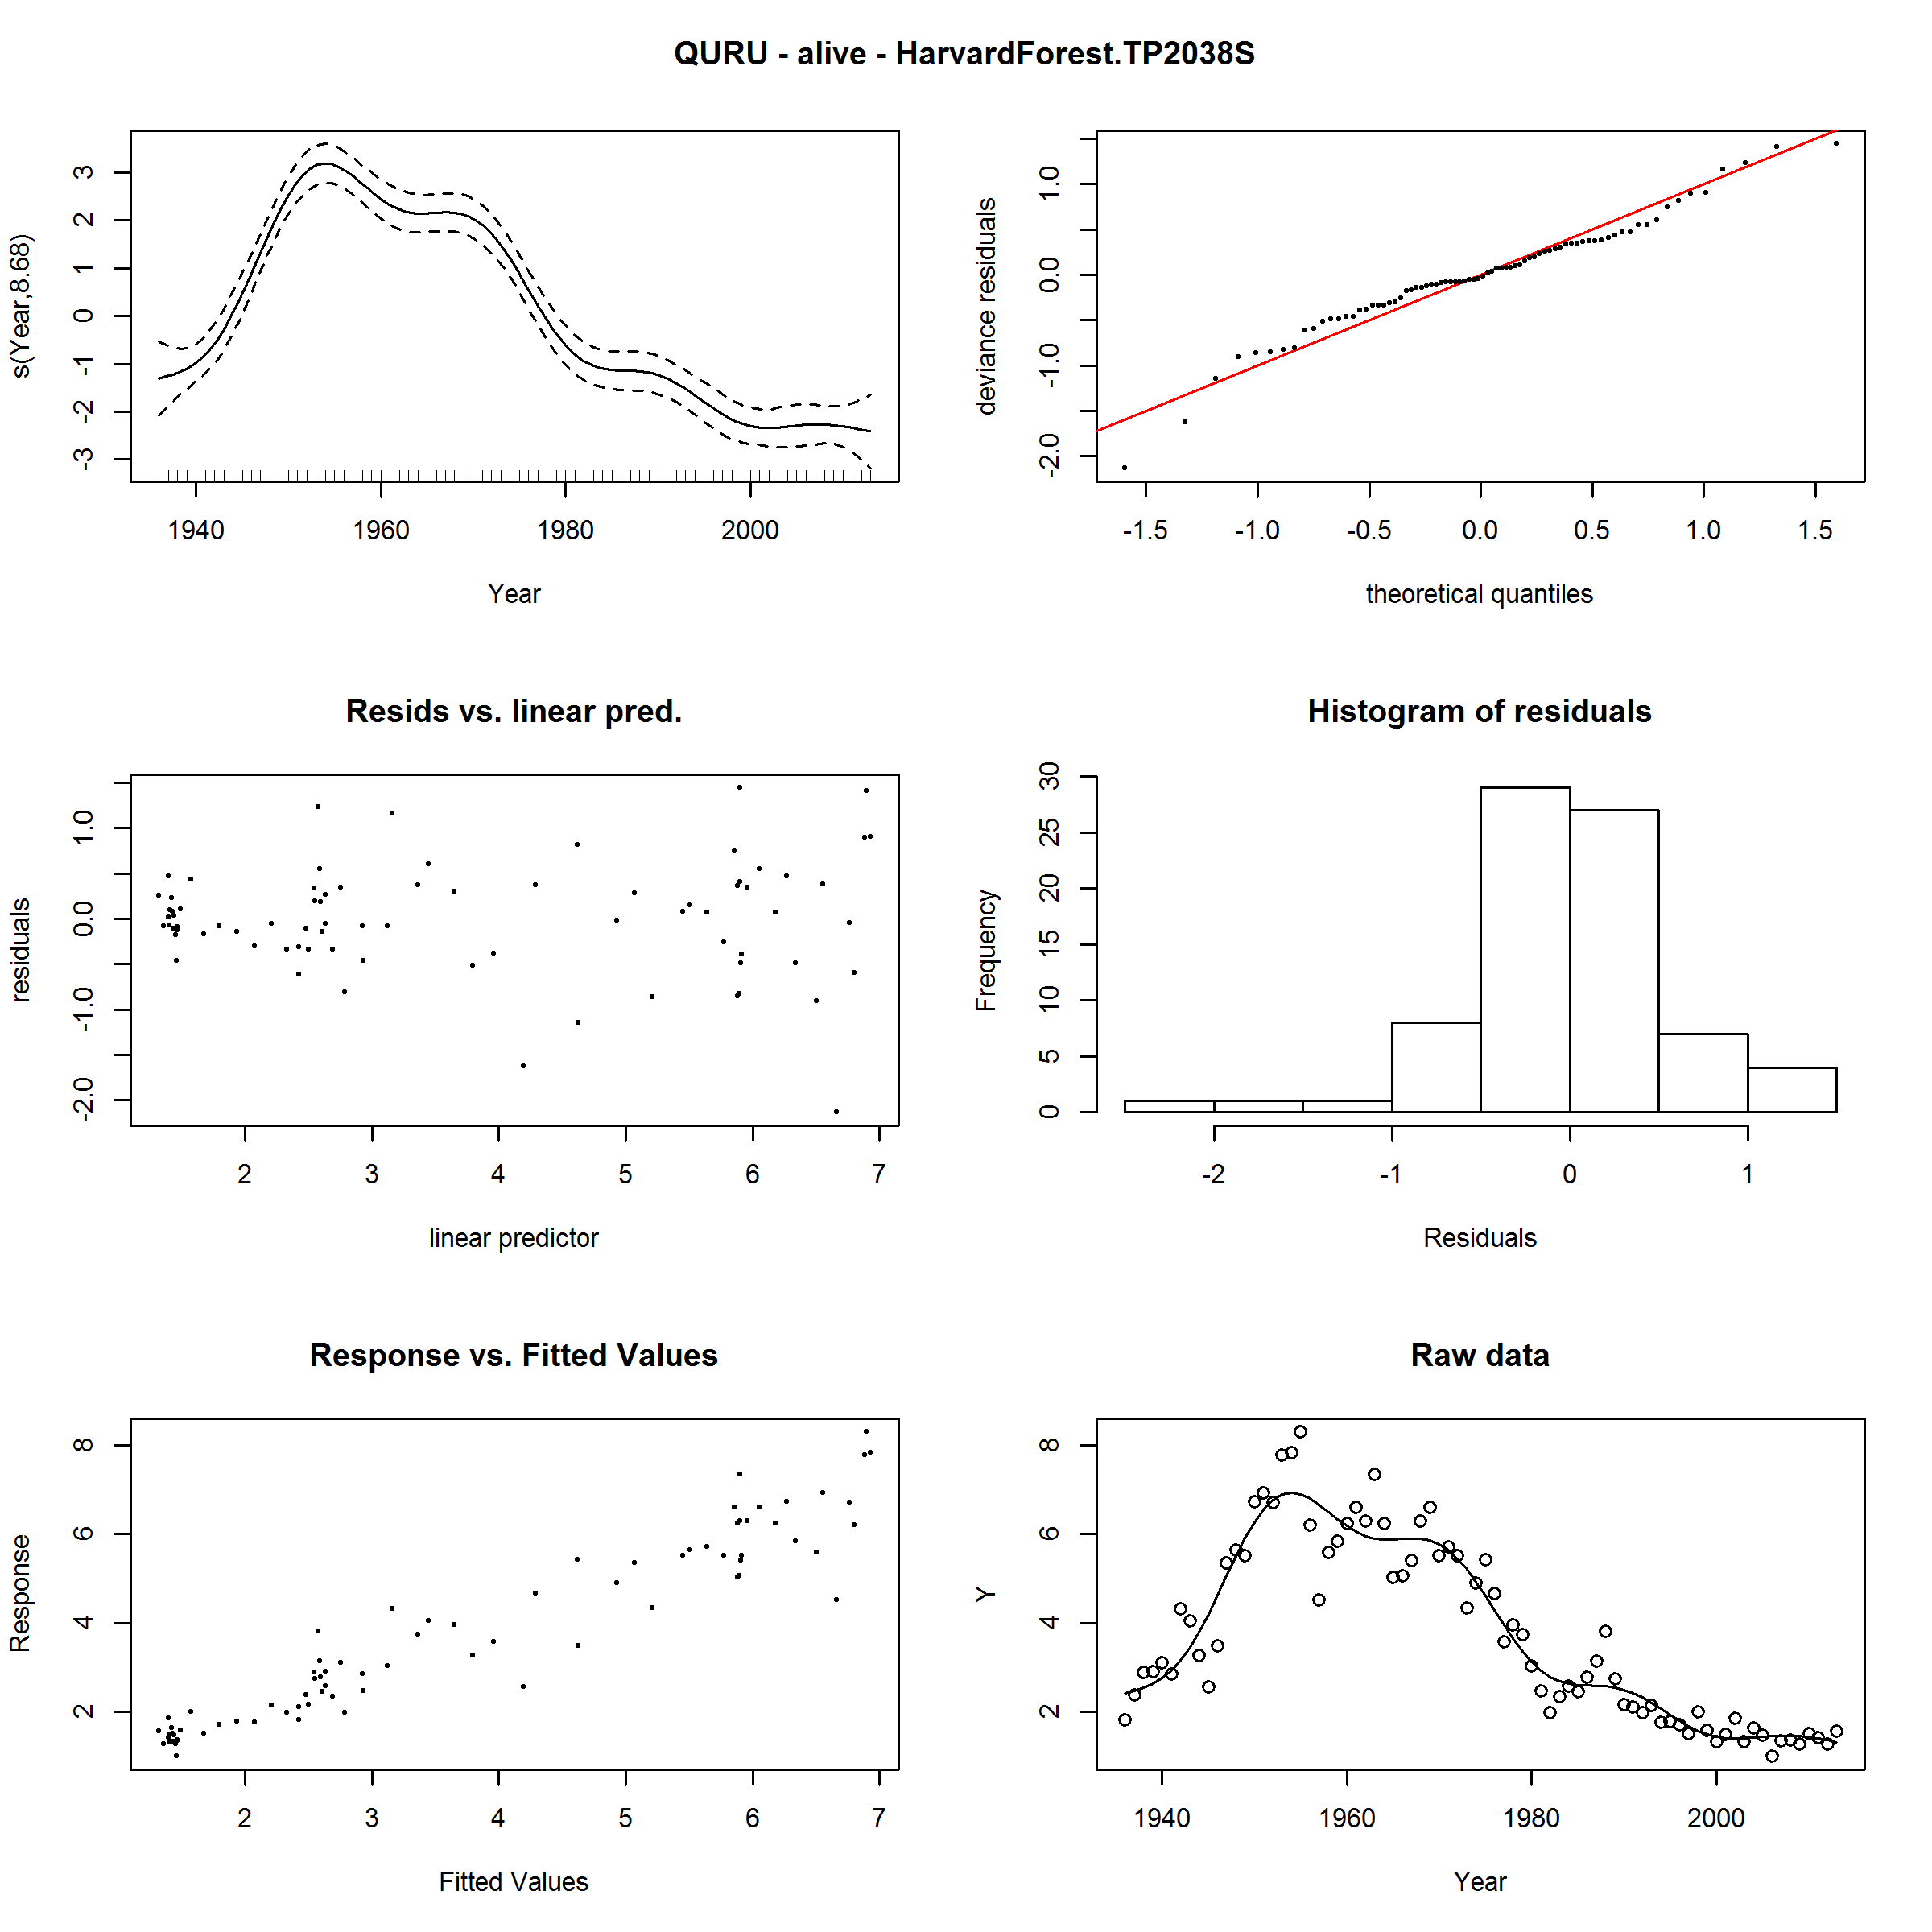 QURU - alive - HarvardForest.TP2038S
s(Year,8.68)
3
2
1
0
-1
-2
-3
1940 1960 1980 2000
Year
deviance residuals
1.0
0.0
-1.0
-2.0
-1.5 -1.0 -0.5 0.0 0.5 1.0 1.5
theoretical quantiles
Resids vs. linear pred.
residuals
1.0
0.0
-1.0
-2.0
2 3 4 5 6 7
linear predictor
Histogram of residuals
Frequency
30
25
20
15
10
5
0
-2 -1 0 1
Residuals
Response vs. Fitted Values
Response
8
6
4
2
2 3 4 5 6 7
Fitted Values
Raw data
Y
8
6
4
2
1940 1960 1980 2000
Year